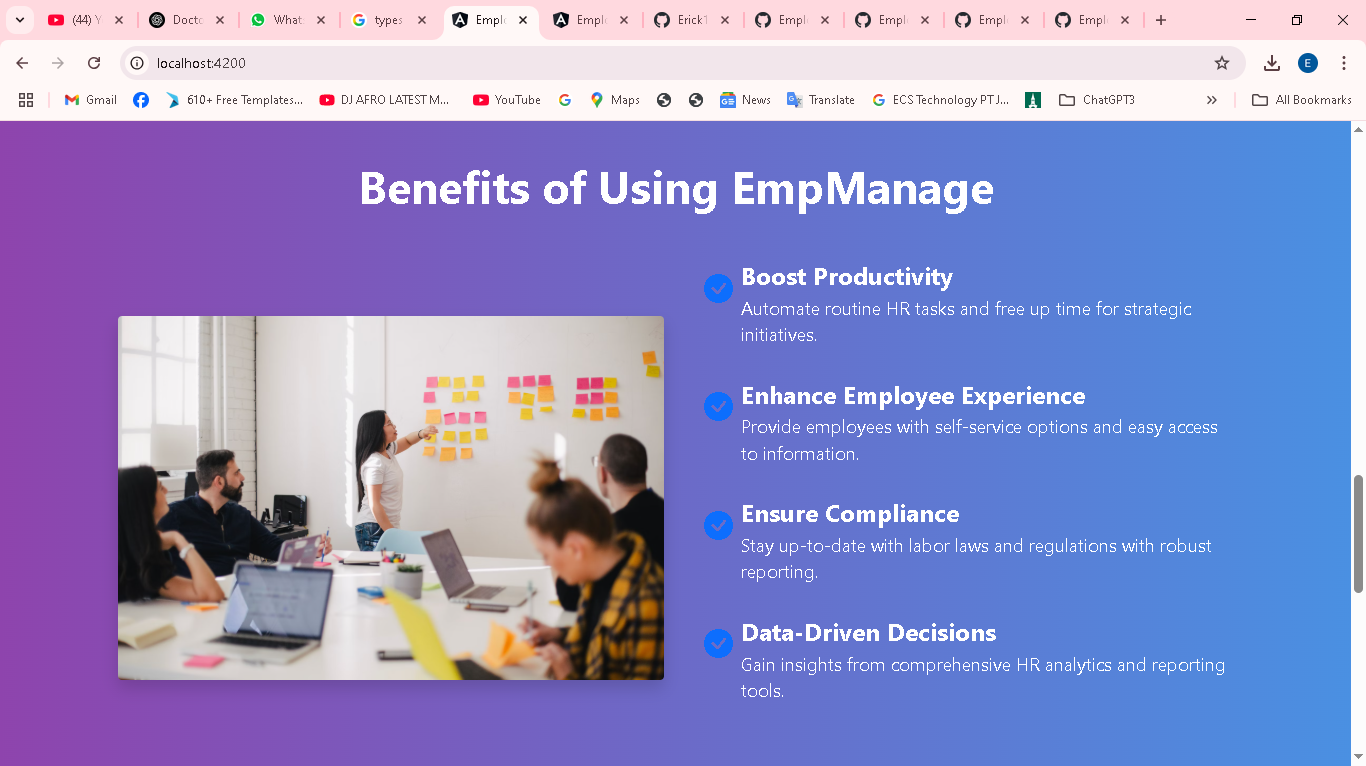 (44) Y
Docto
What
types
Emplo
Emplo
Erick1
Empl
Empl
Empl
Empl
localhost:4200
E
Gmail
610+ Free Templates...
DJ AFRO LATEST M...
YouTube
Maps
News
Translate
ECS Technology PT J...
ChatGPT3
All Bookmarks
Benefits of Using EmpManage
Boost Productivity
Automate routine HR tasks and free up time for strategic
initiatives.
Enhance Employee Experience
Provide employees with self-service options and easy access
to information.
Ensure Compliance
Stay up-to-date with labor laws and regulations with robust
reporting.
Data-Driven Decisions
Gain insights from comprehensive HR analytics and reporting
tools.